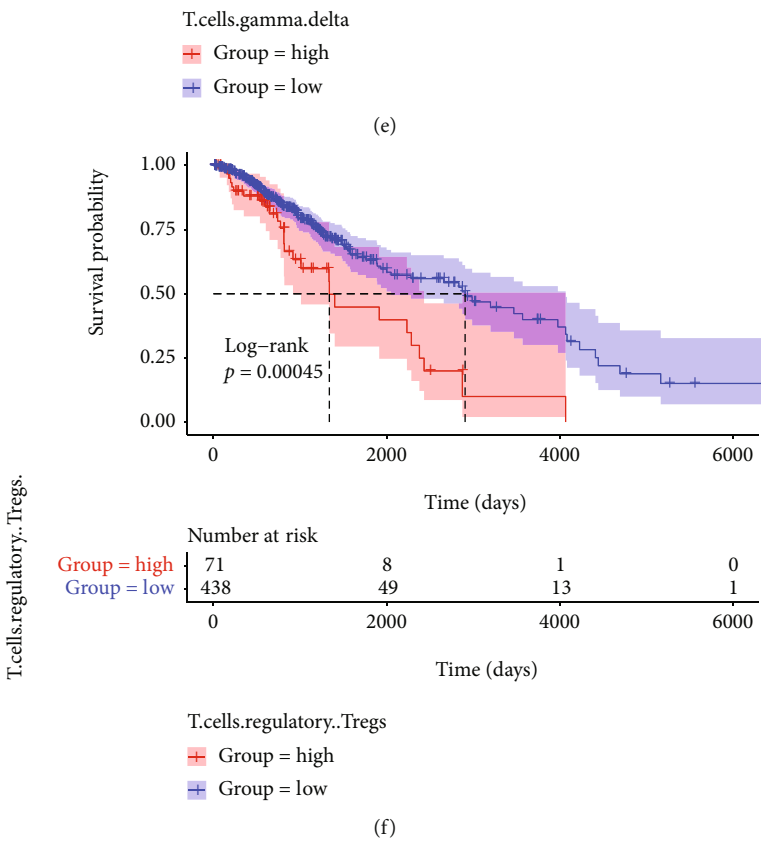 T.cells.gamma.delta
Group = high
Group = low
(e)
Survival probability
1.00
0.75
0.50
0.25
0.00
Log−rank
p = 0.00045
0 2000 4000 6000
Time (days)
T.cells.regulatory..Tregs.
Number at risk
Group = high 71 8 1 0
Group = low 438 49 13 1
0 2000 4000 6000
Time (days)
T.cells.regulatory..Tregs
Group = high
Group = low
(f)